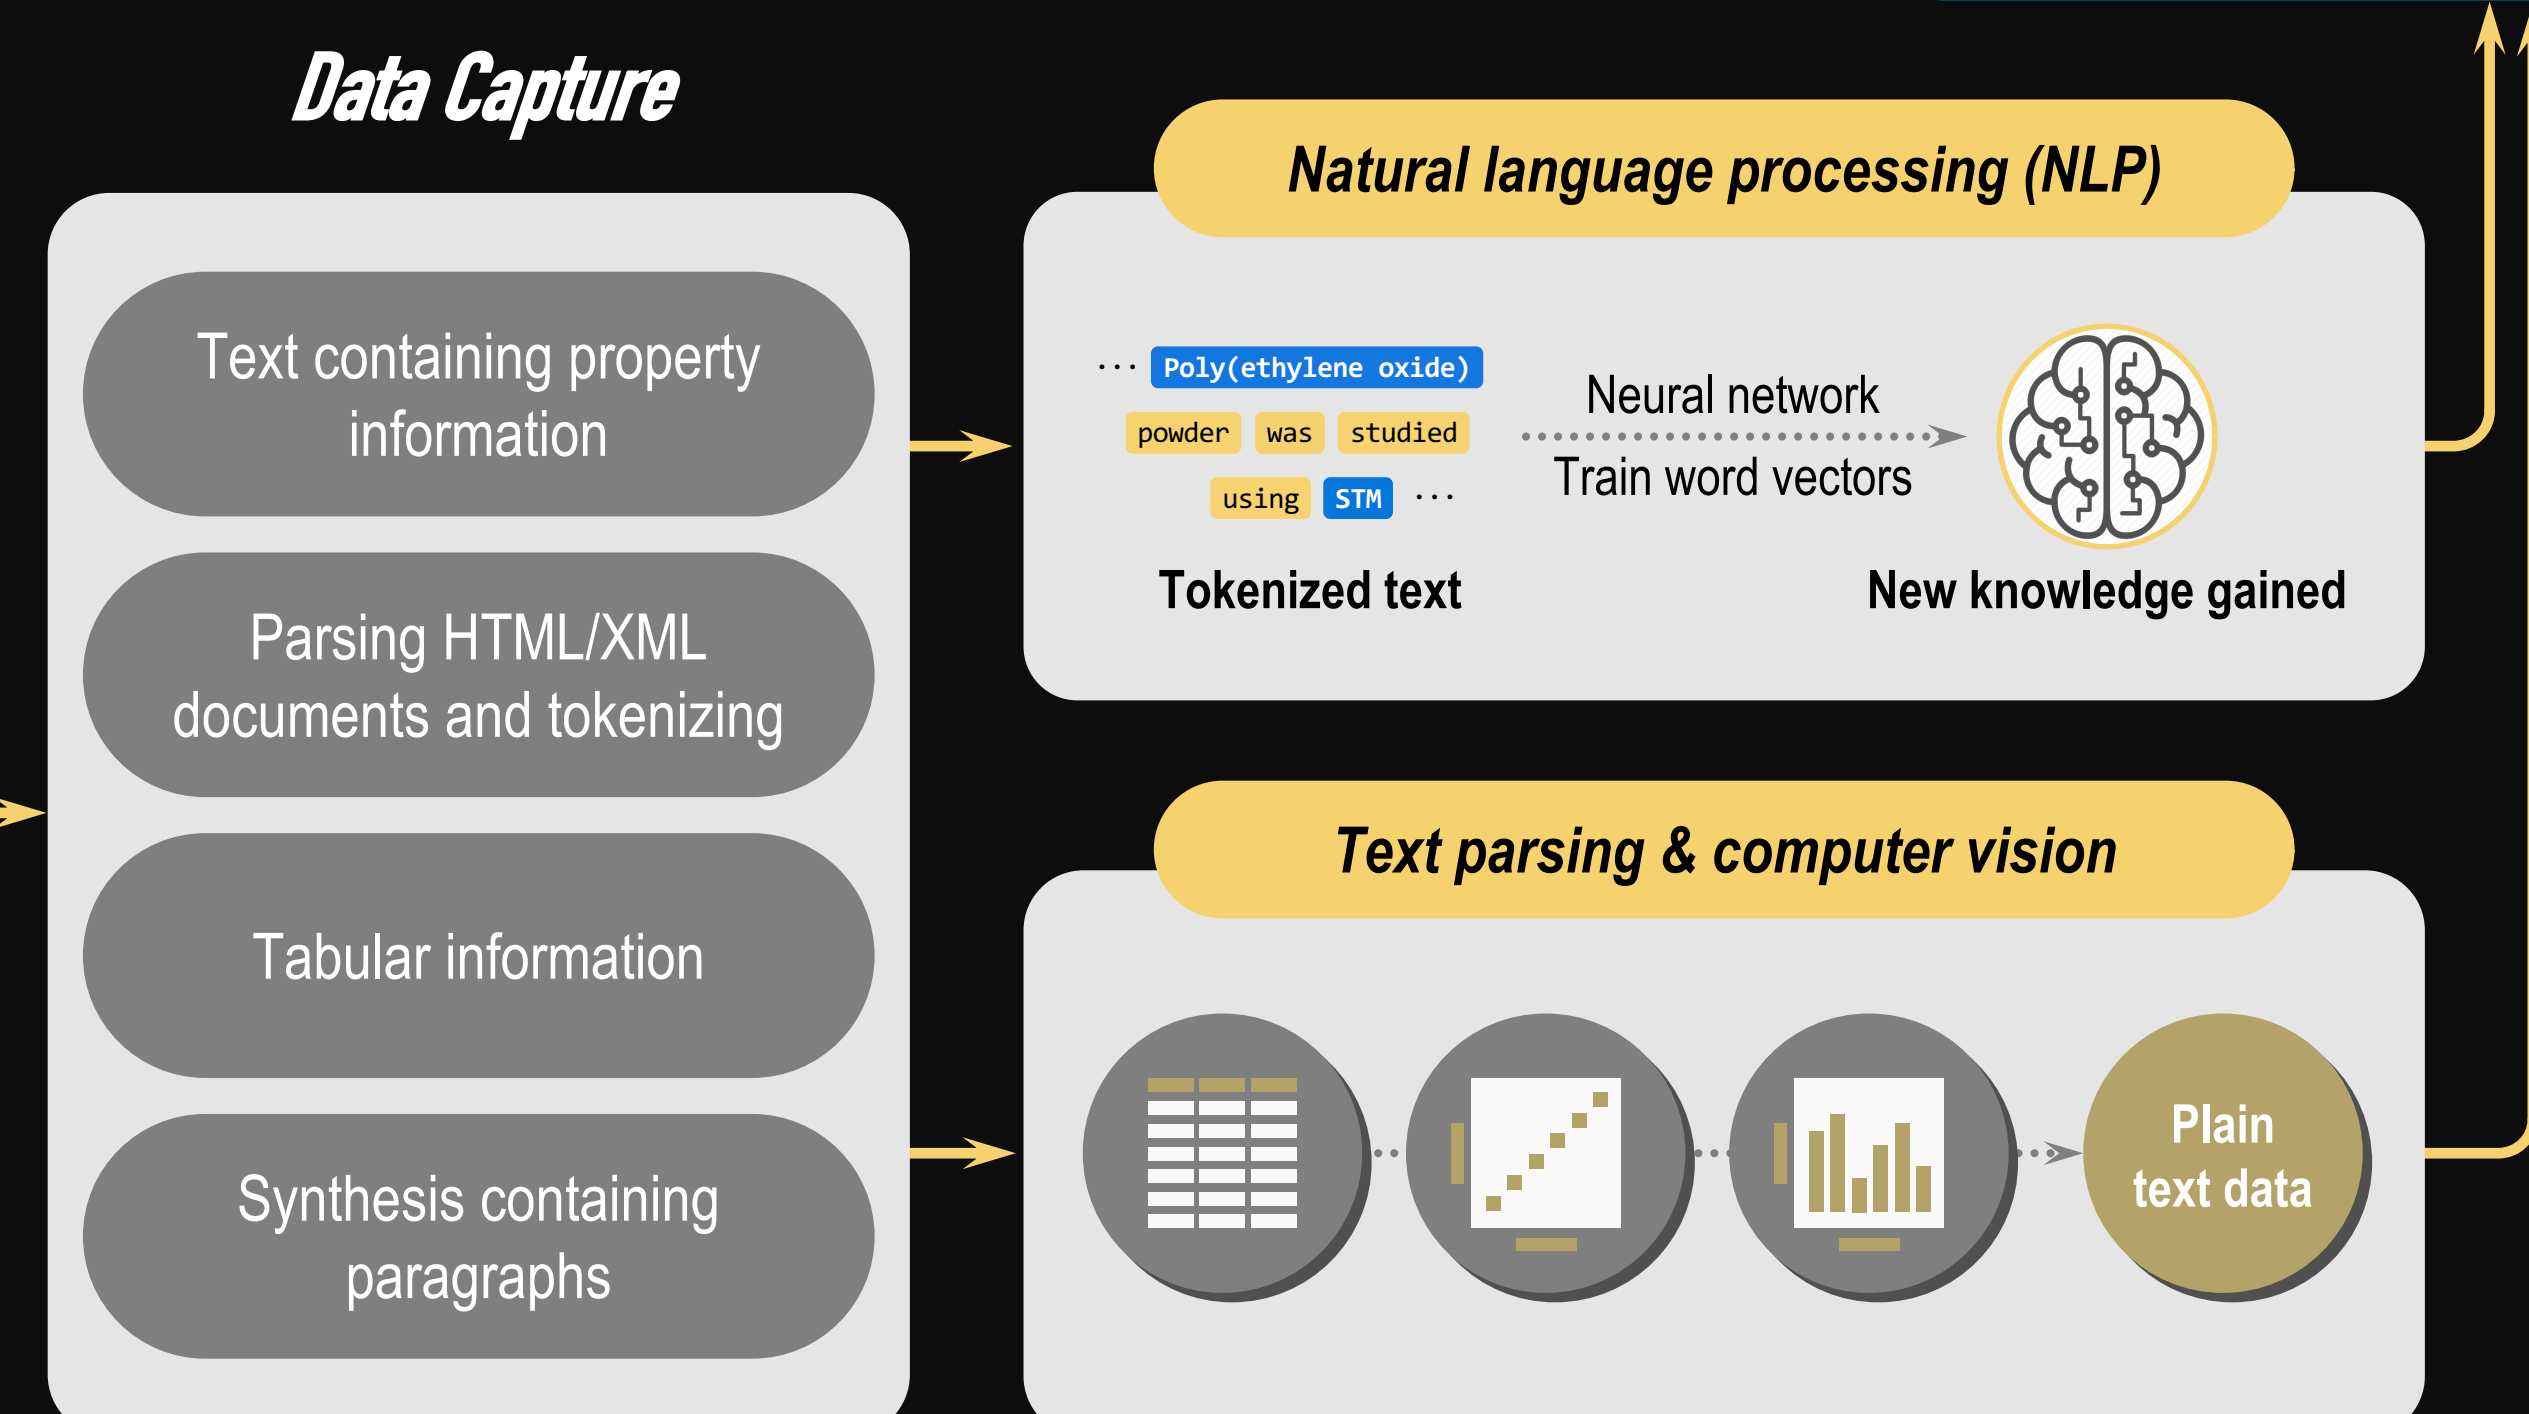 Data Capture
Text containing property
information
Parsing HTML/XML
documents and tokenizing
Tabular information
Synthesis containing
paragraphs
Natural language processing (NLP)
··· Poly(ethylene oxide)
powder was studied
using STM ···
Tokenized text
Neural network
Train word vectors
New knowledge gained
Text parsing & computer vision
Plain
text data